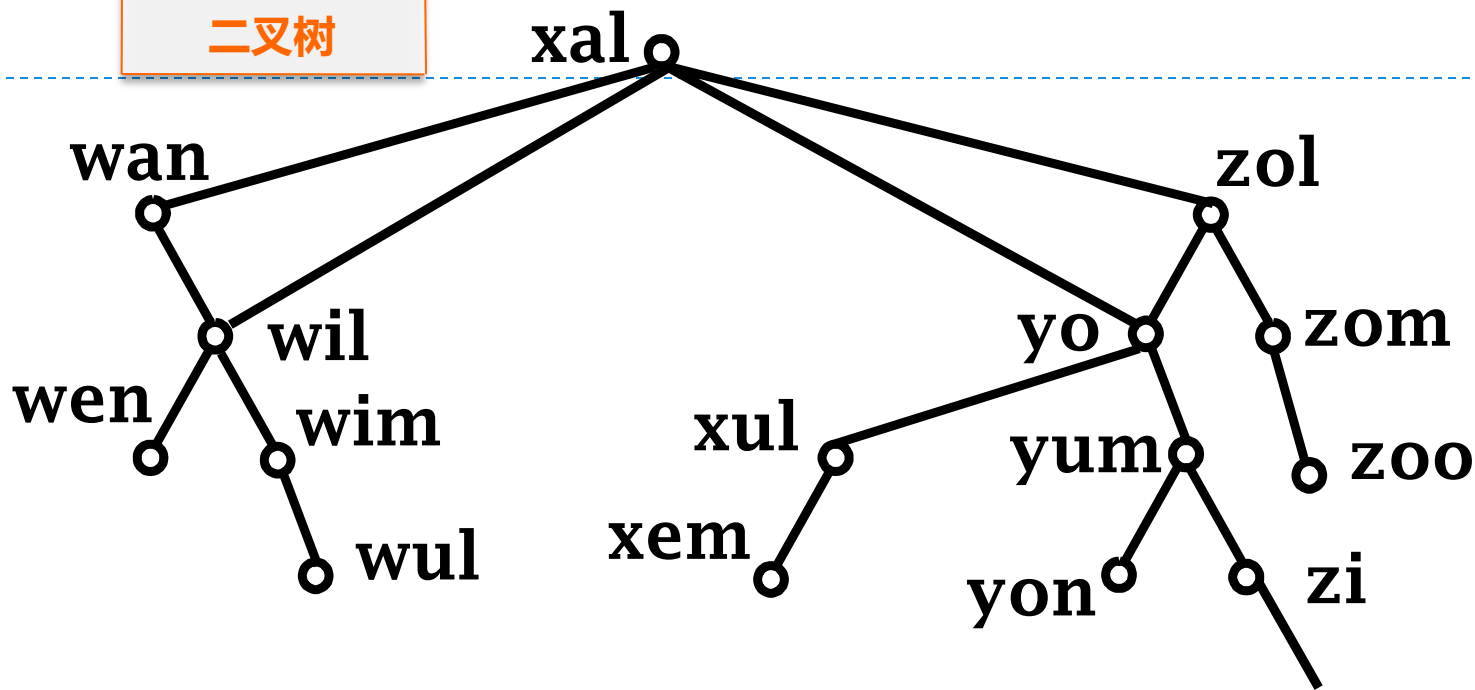 二叉树
xal
wan
zol
wil
yo
zom
wen
wim
xul
yum
zoo
xem
wul
yon
zi